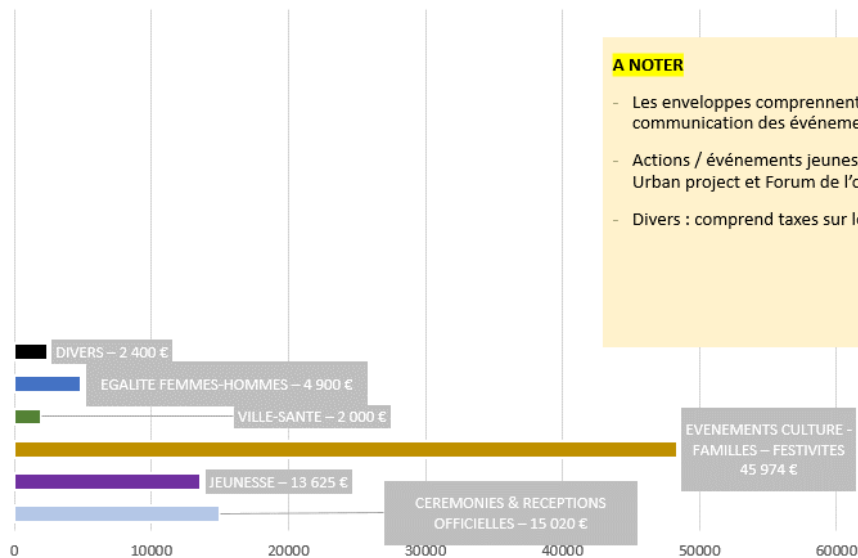 A NOTER
- Les enveloppes comprennent
communication des événeme
- Actions / événements jeunes
Urban project et Forum de l'
- Divers : comprend taxes sur
DIVERS – 2 400 €
EGALITE FEMMES-HOMMES – 4 900 €
VILLE-SANTE – 2 000 €
EVENEMENTS CULTURE -
FAMILLES – FESTIVITES
45 974 €
JEUNESSE – 13 625 €
CEREMONIES & RECEPTIONS
OFFICIELLES – 15 020 €
0 10000 20000 30000 40000 50000 60000